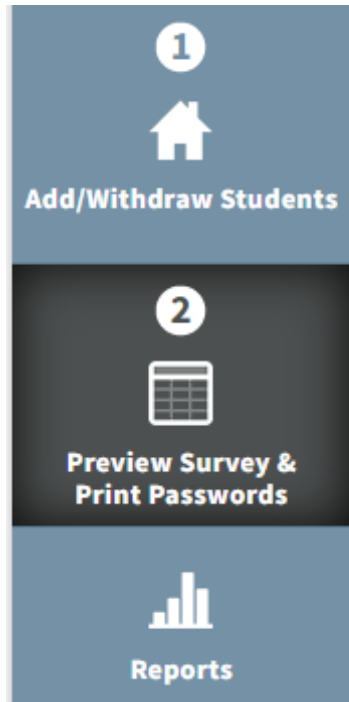 1
Add/Withdraw Students
2
Preview Survey &
Print Passwords
Reports